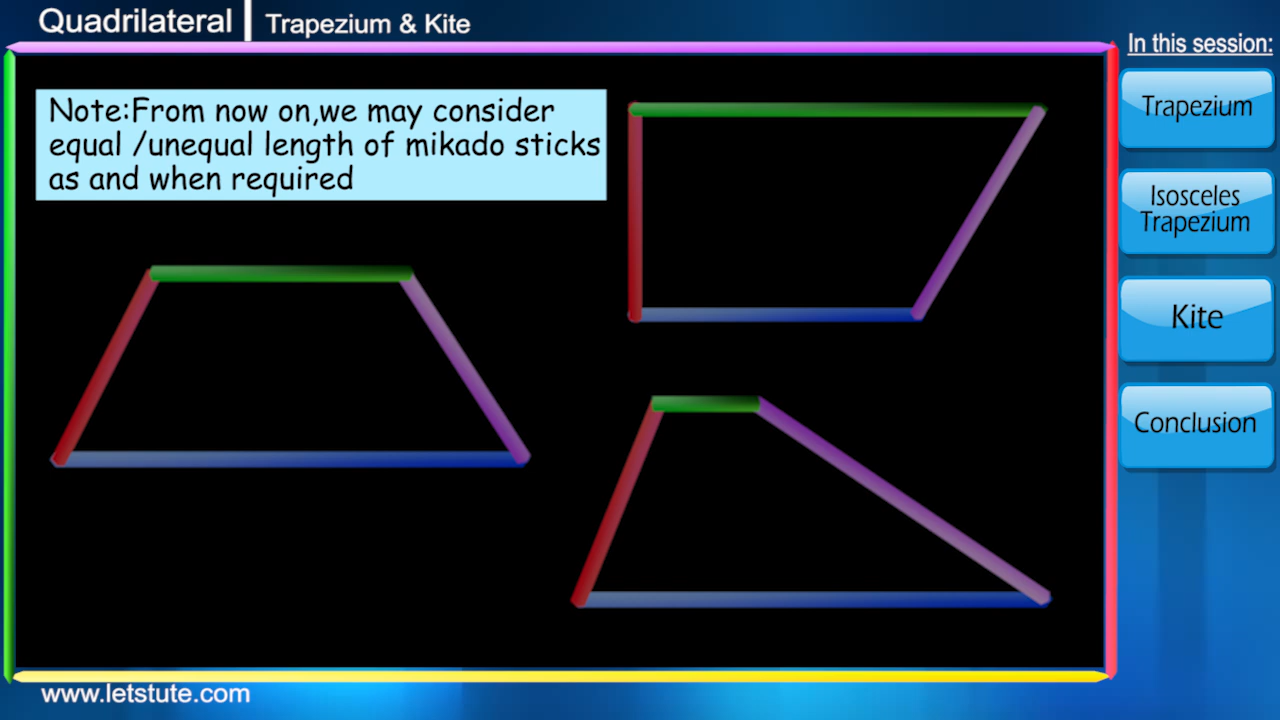 Quadrilateral | Trapezium & Kite
In this session:
Note:From now on,we may consider
equal /unequal length of mikado sticks
as and when required
Trapezium
Isosceles
Trapezium
Kite
Conclusion
www.letstute.com